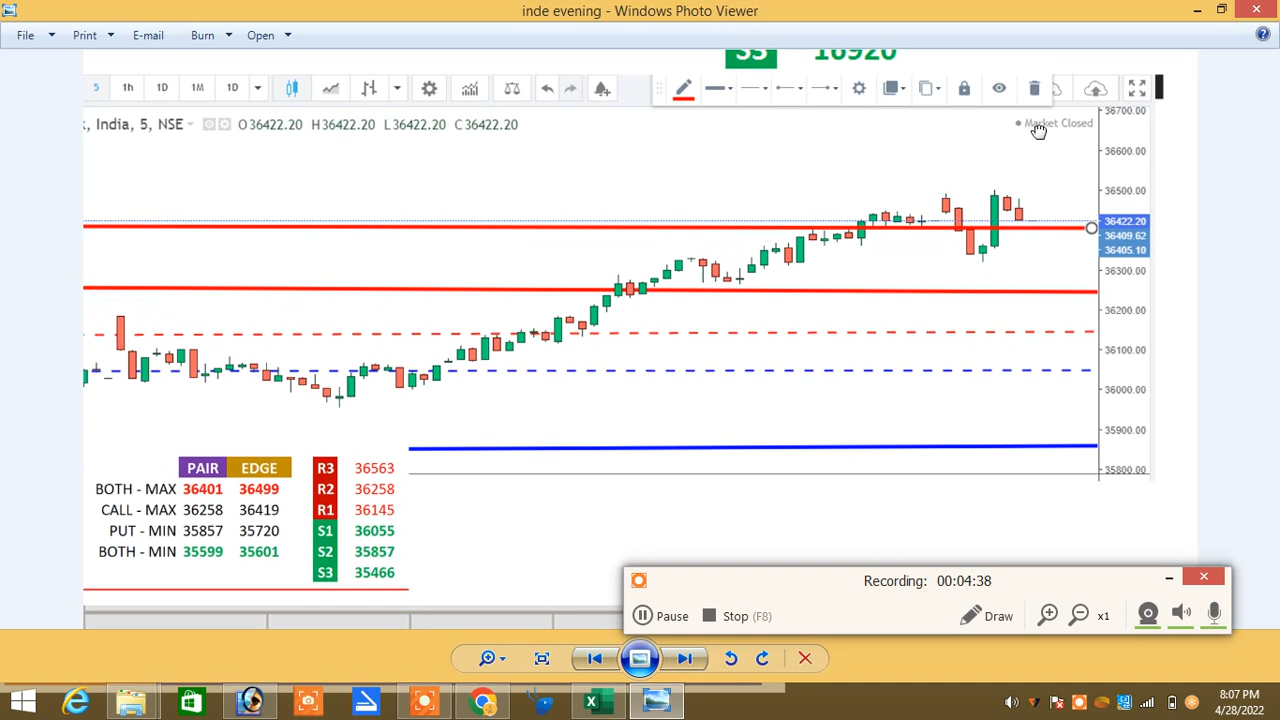 inde evening - Windows Photo Viewer
File Print E-mail Burn Open
S3 16920
5 1h 1D 1M 1D
k, India, 5, NSE O36422.20 H36422.20 L36422.20 C36422.20
Market Closed
36700.00
36600.00
36500.00
36422.20
36409.62
36405.10
36300.00
36200.00
36100.00
36000.00
35900.00
35800.00
PAIR EDGE R3 36563
BOTH - MAX 36401 36499 R2 36258
CALL - MAX 36258 36419 R1 36145
PUT - MIN 35857 35720 S1 36055
BOTH - MIN 35599 35601 S2 35857
S3 35466
Recording: 00:04:38
Pause Stop (F8) Draw x1
8:07 PM
4/28/2022